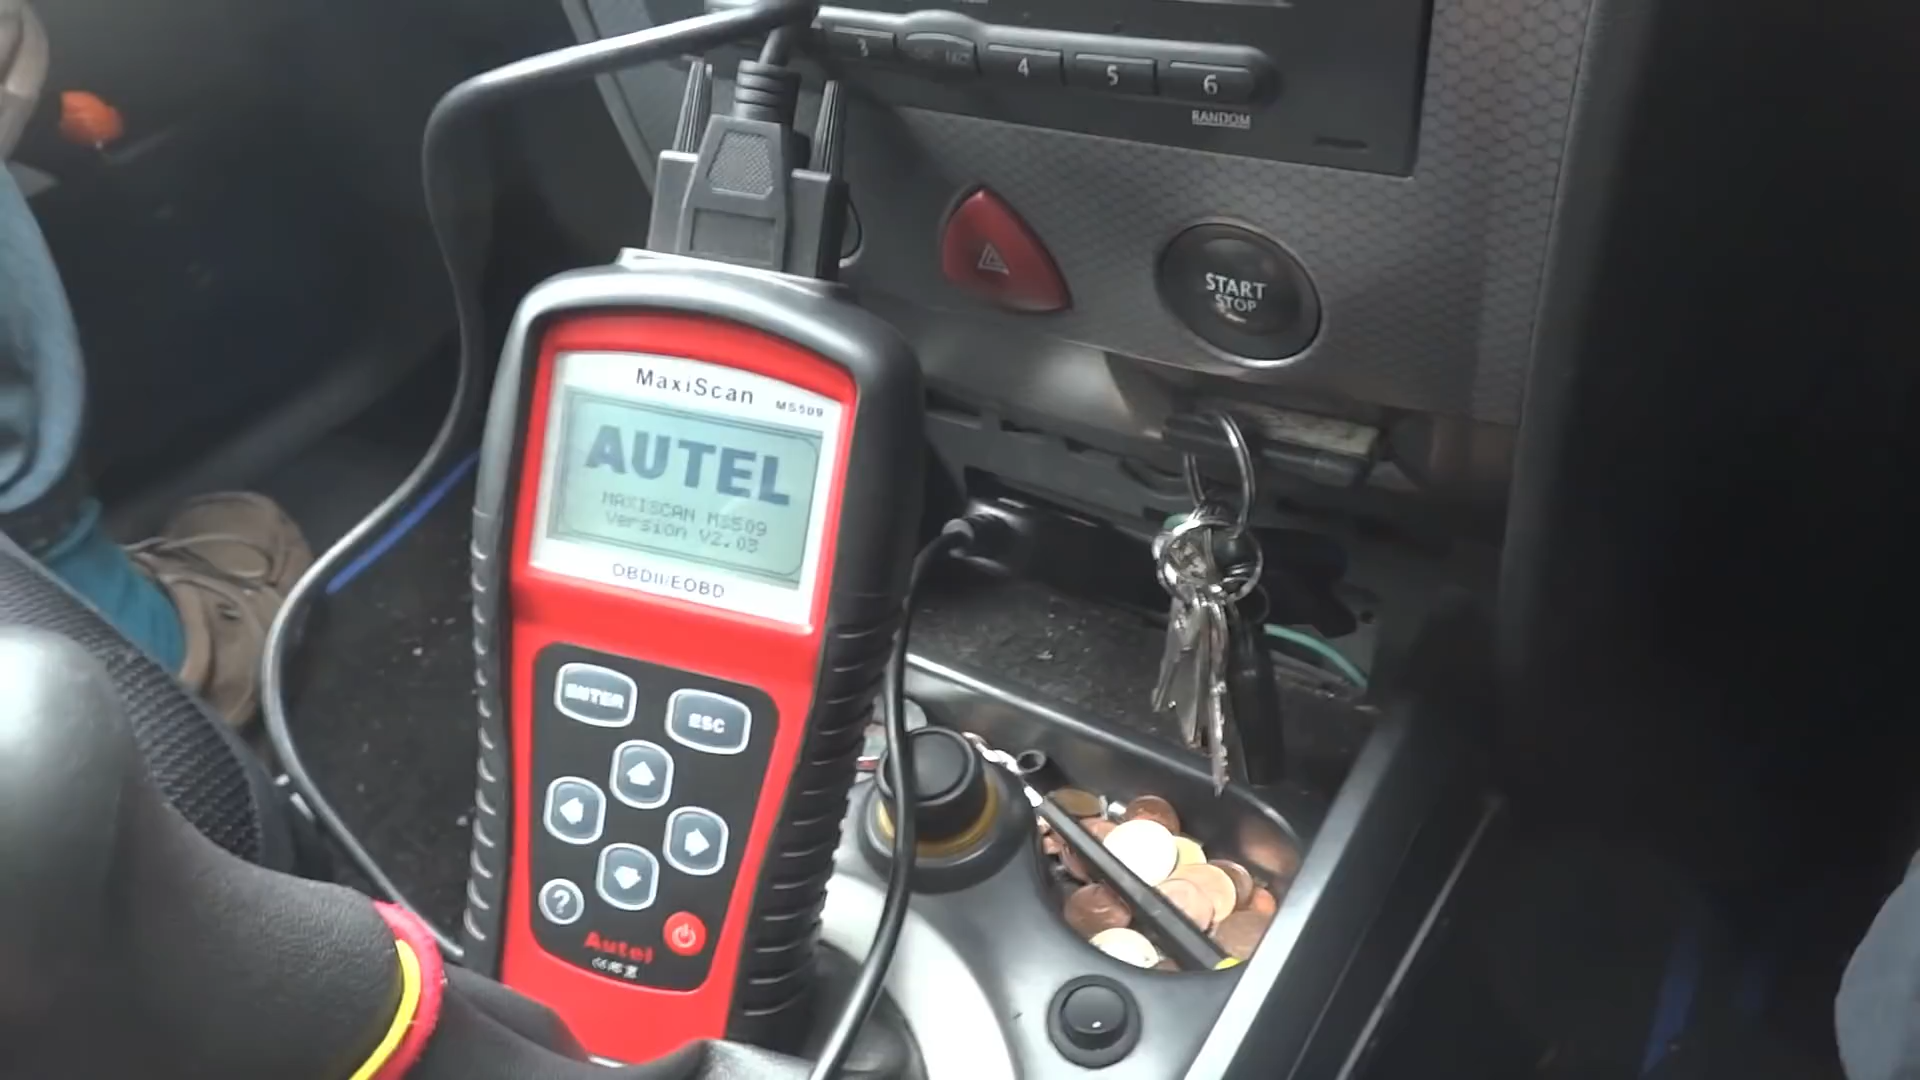 3
4
5
6
RANDOM
START
STOP
MaxiScan MS509
AUTEL
MAXISCAN MS509
Version V2.03
OBDII/EOBD
ENTER
ESC
?
Autel